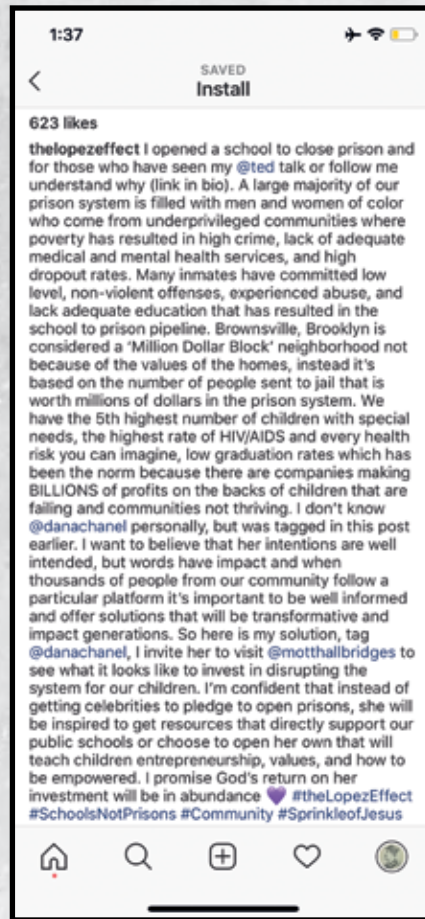 1:37
SAVED
Install
623 likes
thelopezeffect I opened a school to close prison and
for those who have seen my @ted talk or follow me
understand why (link in bio). A large majority of our
prison system is filled with men and women of color
who come from underprivileged communities where
poverty has resulted in high crime, lack of adequate
medical and mental health services, and high
dropout rates. Many inmates have committed low
level, non-violent offenses, experienced abuse, and
lack adequate education that has resulted in the
school to prison pipeline. Brownsville, Brooklyn is
considered a ‘Million Dollar Block’ neighborhood not
because of the values of the homes, instead it's
based on the number of people sent to jail that is
worth millions of dollars in the prison system. We
have the 5th highest number of children with special
needs, the highest rate of HIV/AIDS and every health
risk you can imagine, low graduation rates which has
been the norm because there are companies making
BILLIONS of profits on the backs of children that are
failing and communities not thriving. I don't know
@danachanel personally, but was tagged in this post
earlier. I want to believe that her intentions are well
intended, but words have impact and when
thousands of people from our community follow a
particular platform it's important to be well informed
and offer solutions that will be transformative and
impact generations. So here is my solution, tag
@danachanel, I invite her to visit @motthallbridges to
see what it looks like to invest in disrupting the
system for our children. I'm confident that instead of
getting celebrities to pledge to open prisons, she will
be inspired to get resources that directly support our
public schools or choose to open her own that will
teach children entrepreneurship, values, and how to
be empowered. I promise God's return on her
investment will be in abundance 💜 #theLopezEffect
#SchoolsNotPrisons #Community #SprinkleofJesus